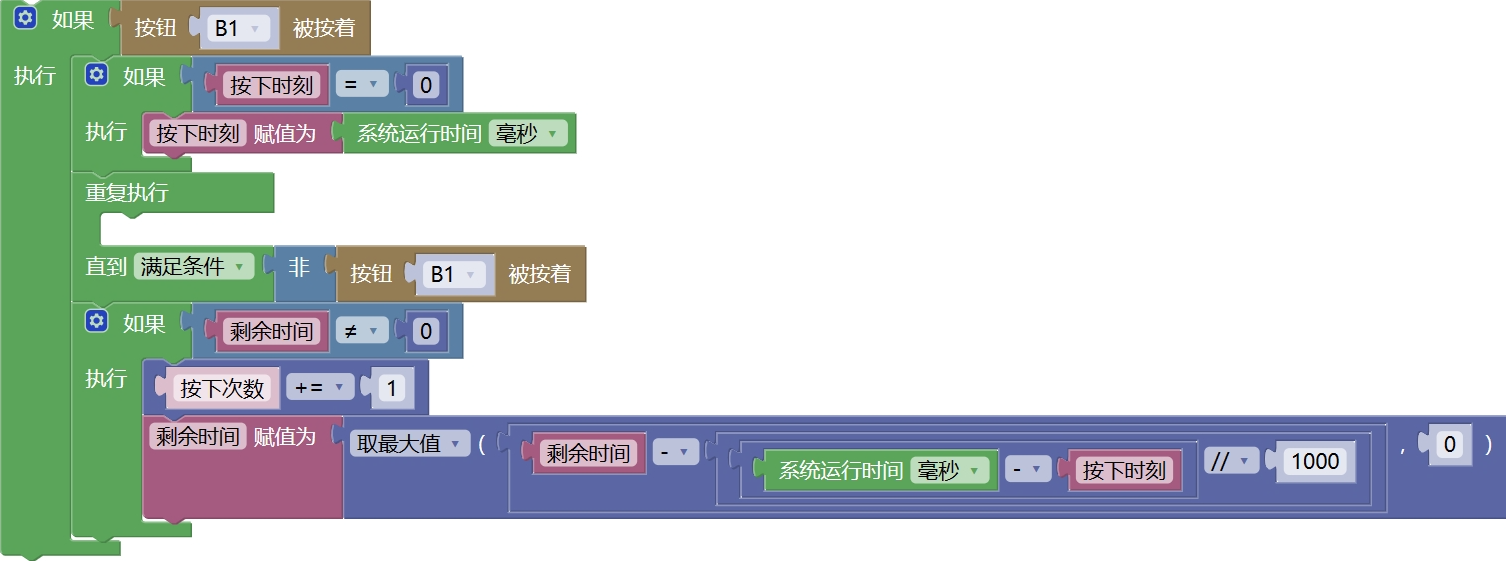 如果 按钮 B1 被按着
执行 如果 按下时刻 = 0
执行 按下时刻 赋值为 系统运行时间 毫秒
重复执行
直到 满足条件 非 按钮 B1 被按着
如果 剩余时间 ≠ 0
执行 按下次数 += 1
剩余时间 赋值为 取最大值 ( 剩余时间 - 系统运行时间 毫秒 - 按下时刻 // 1000 , 0 )